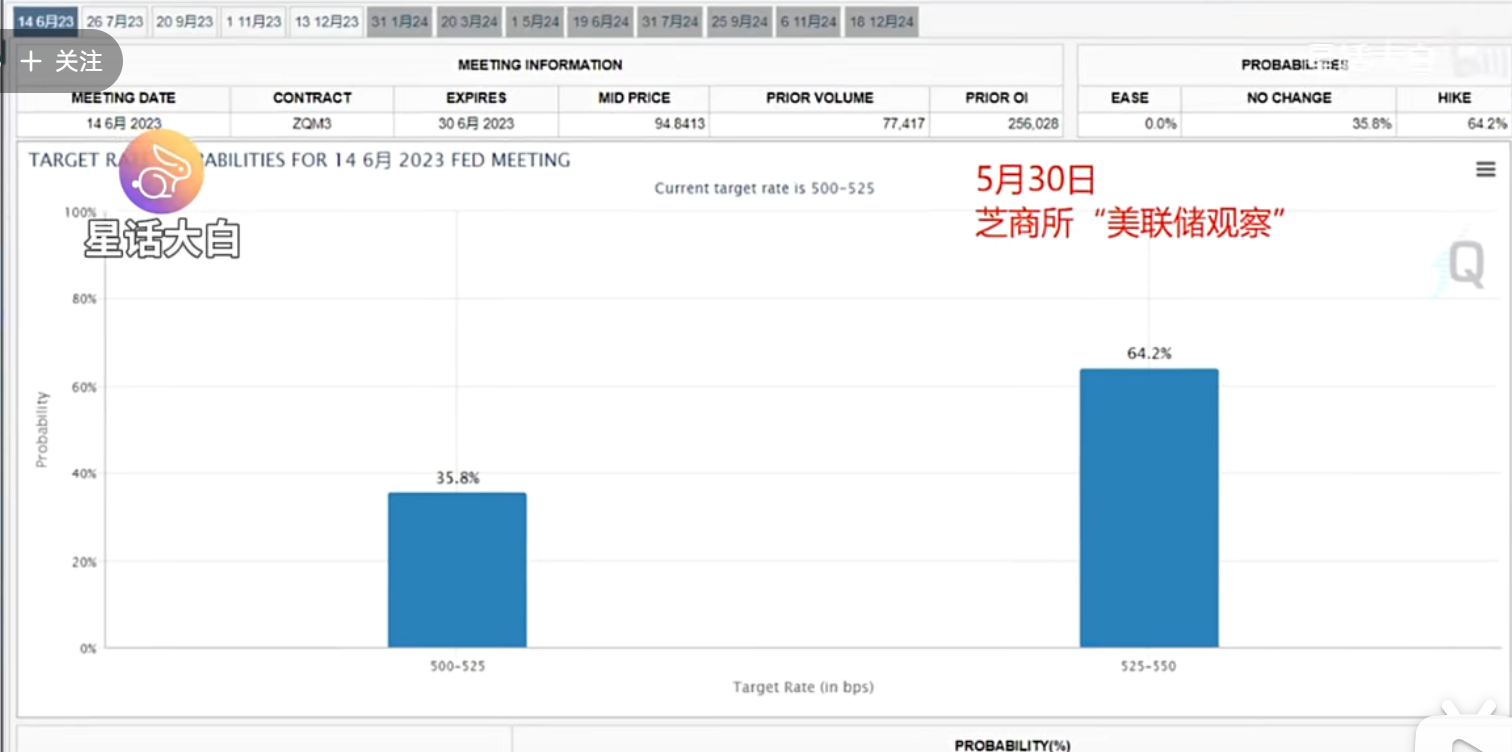 14 6月23 26 7月23 20 9月23 1 11月23 13 12月23 31 1月24 20 3月24 1 5月24 19 6月24 31 7月24 25 9月24 6 11月24 18 12月24
关注
MEETING INFORMATION
MEETING DATE CONTRACT EXPIRES MID PRICE PRIOR VOLUME PRIOR OI
14 6月 2023 ZQM3 30 6月 2023 94.8413 77,417 256,028
PROBABILITIES
EASE NO CHANGE HIKE
0.0% 35.8% 64.2%
TARGET R ABILITIES FOR 14 6月 2023 FED MEETING
Current target rate is 500-525
5月30日
芝商所“美联储观察”
星话大白
Q
100%
80%
60%
40%
20%
0%
Probability
35.8%
64.2%
500-525
525-550
Target Rate (in bps)
PROBABILITY(%)